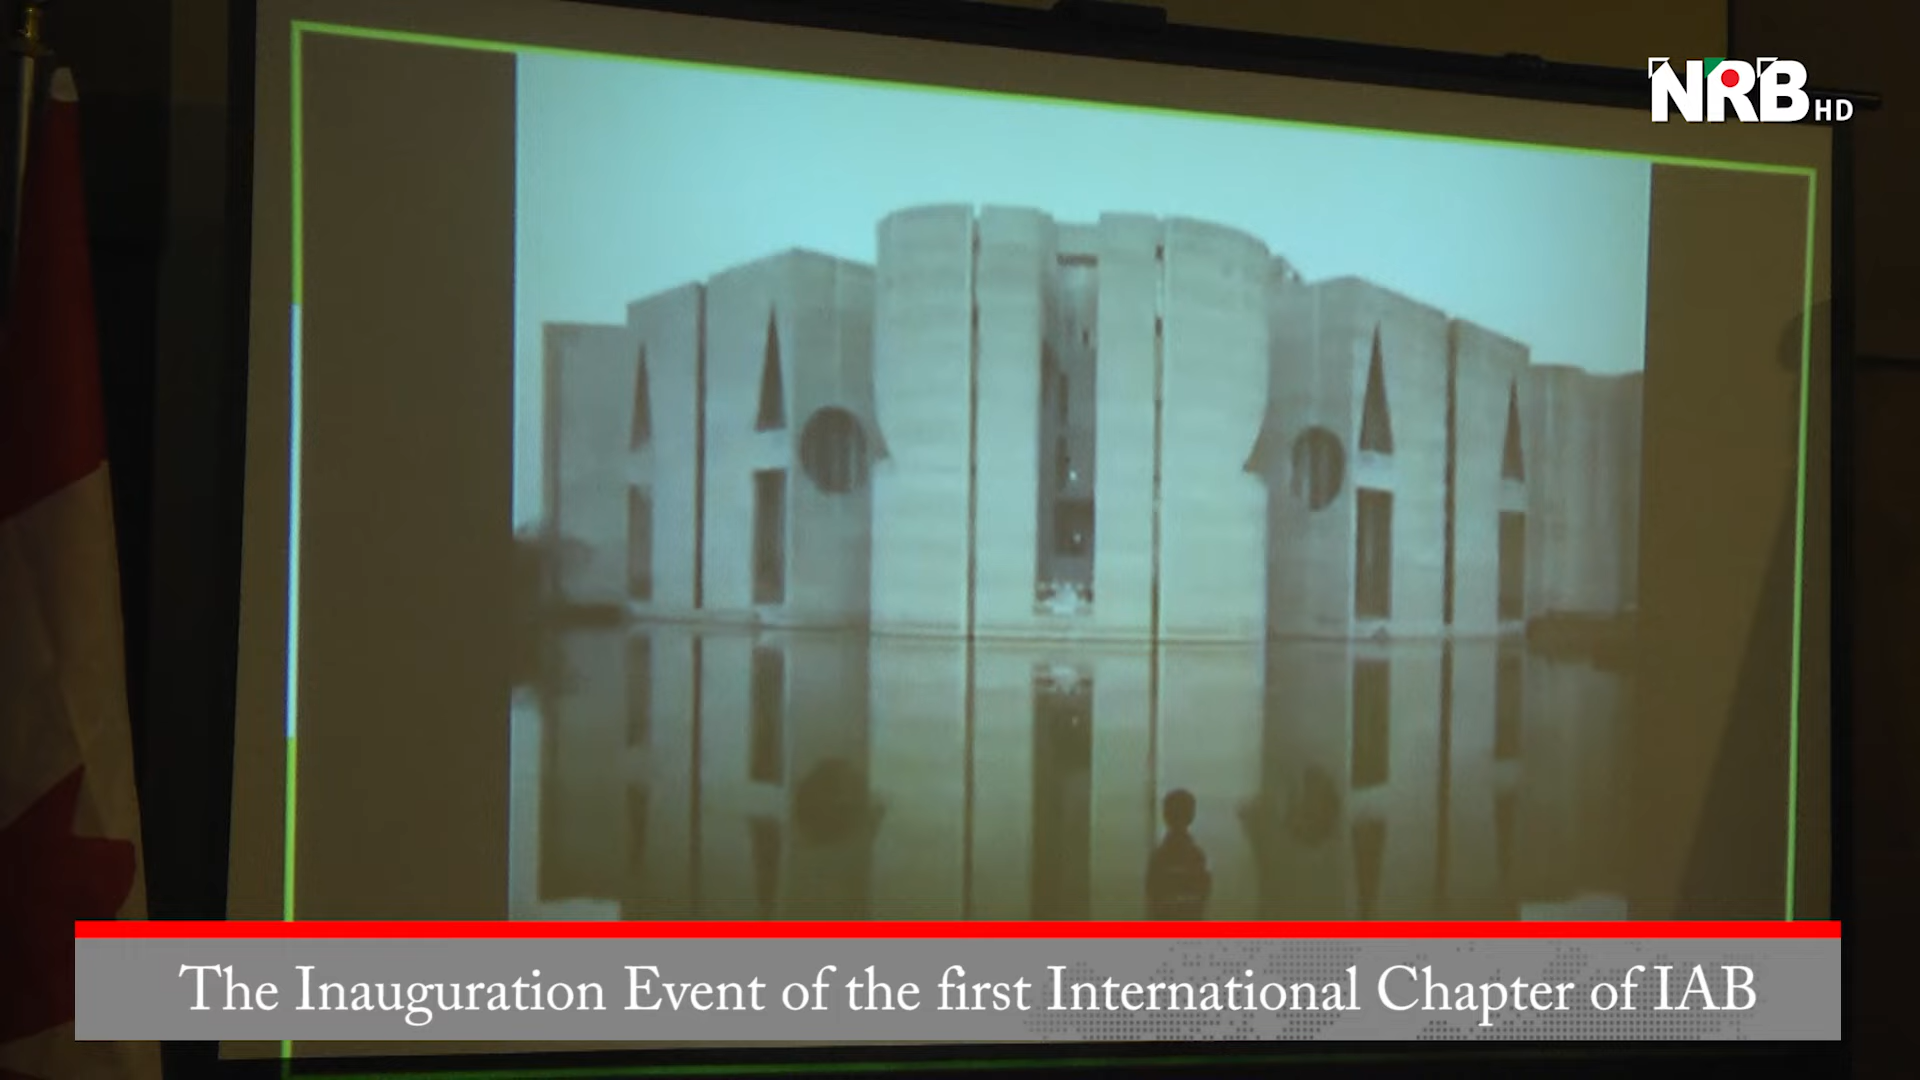 NRB HD
The Inauguration Event of the first International Chapter of IAB